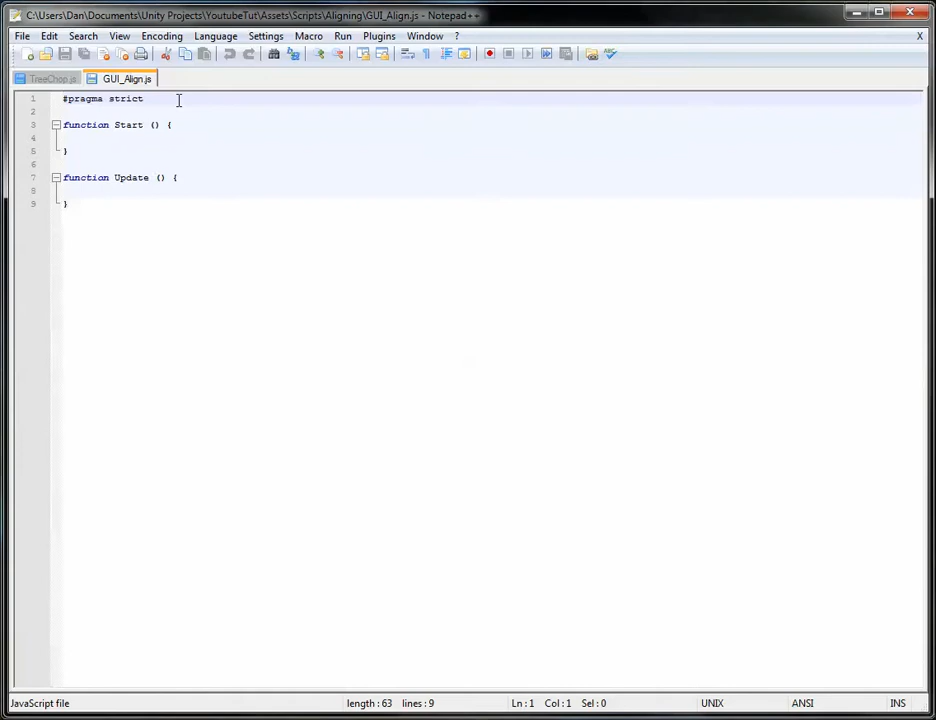 C:\Users\Dan\Documents\Unity Projects\YoutubeTut\Assets\Scripts\Aligning\GUI_Align.js - Notepad++
File Edit Search View Encoding Language Settings Macro Run Plugins Window ? X
TreeChop.js GUI_Align.js
1 #pragma strict
2
3 function Start () {
4
5 }
6
7 function Update () {
8
9 }
JavaScript file length:63 lines:9 Ln:1 Col:1 Sel:0 UNIX ANSI INS